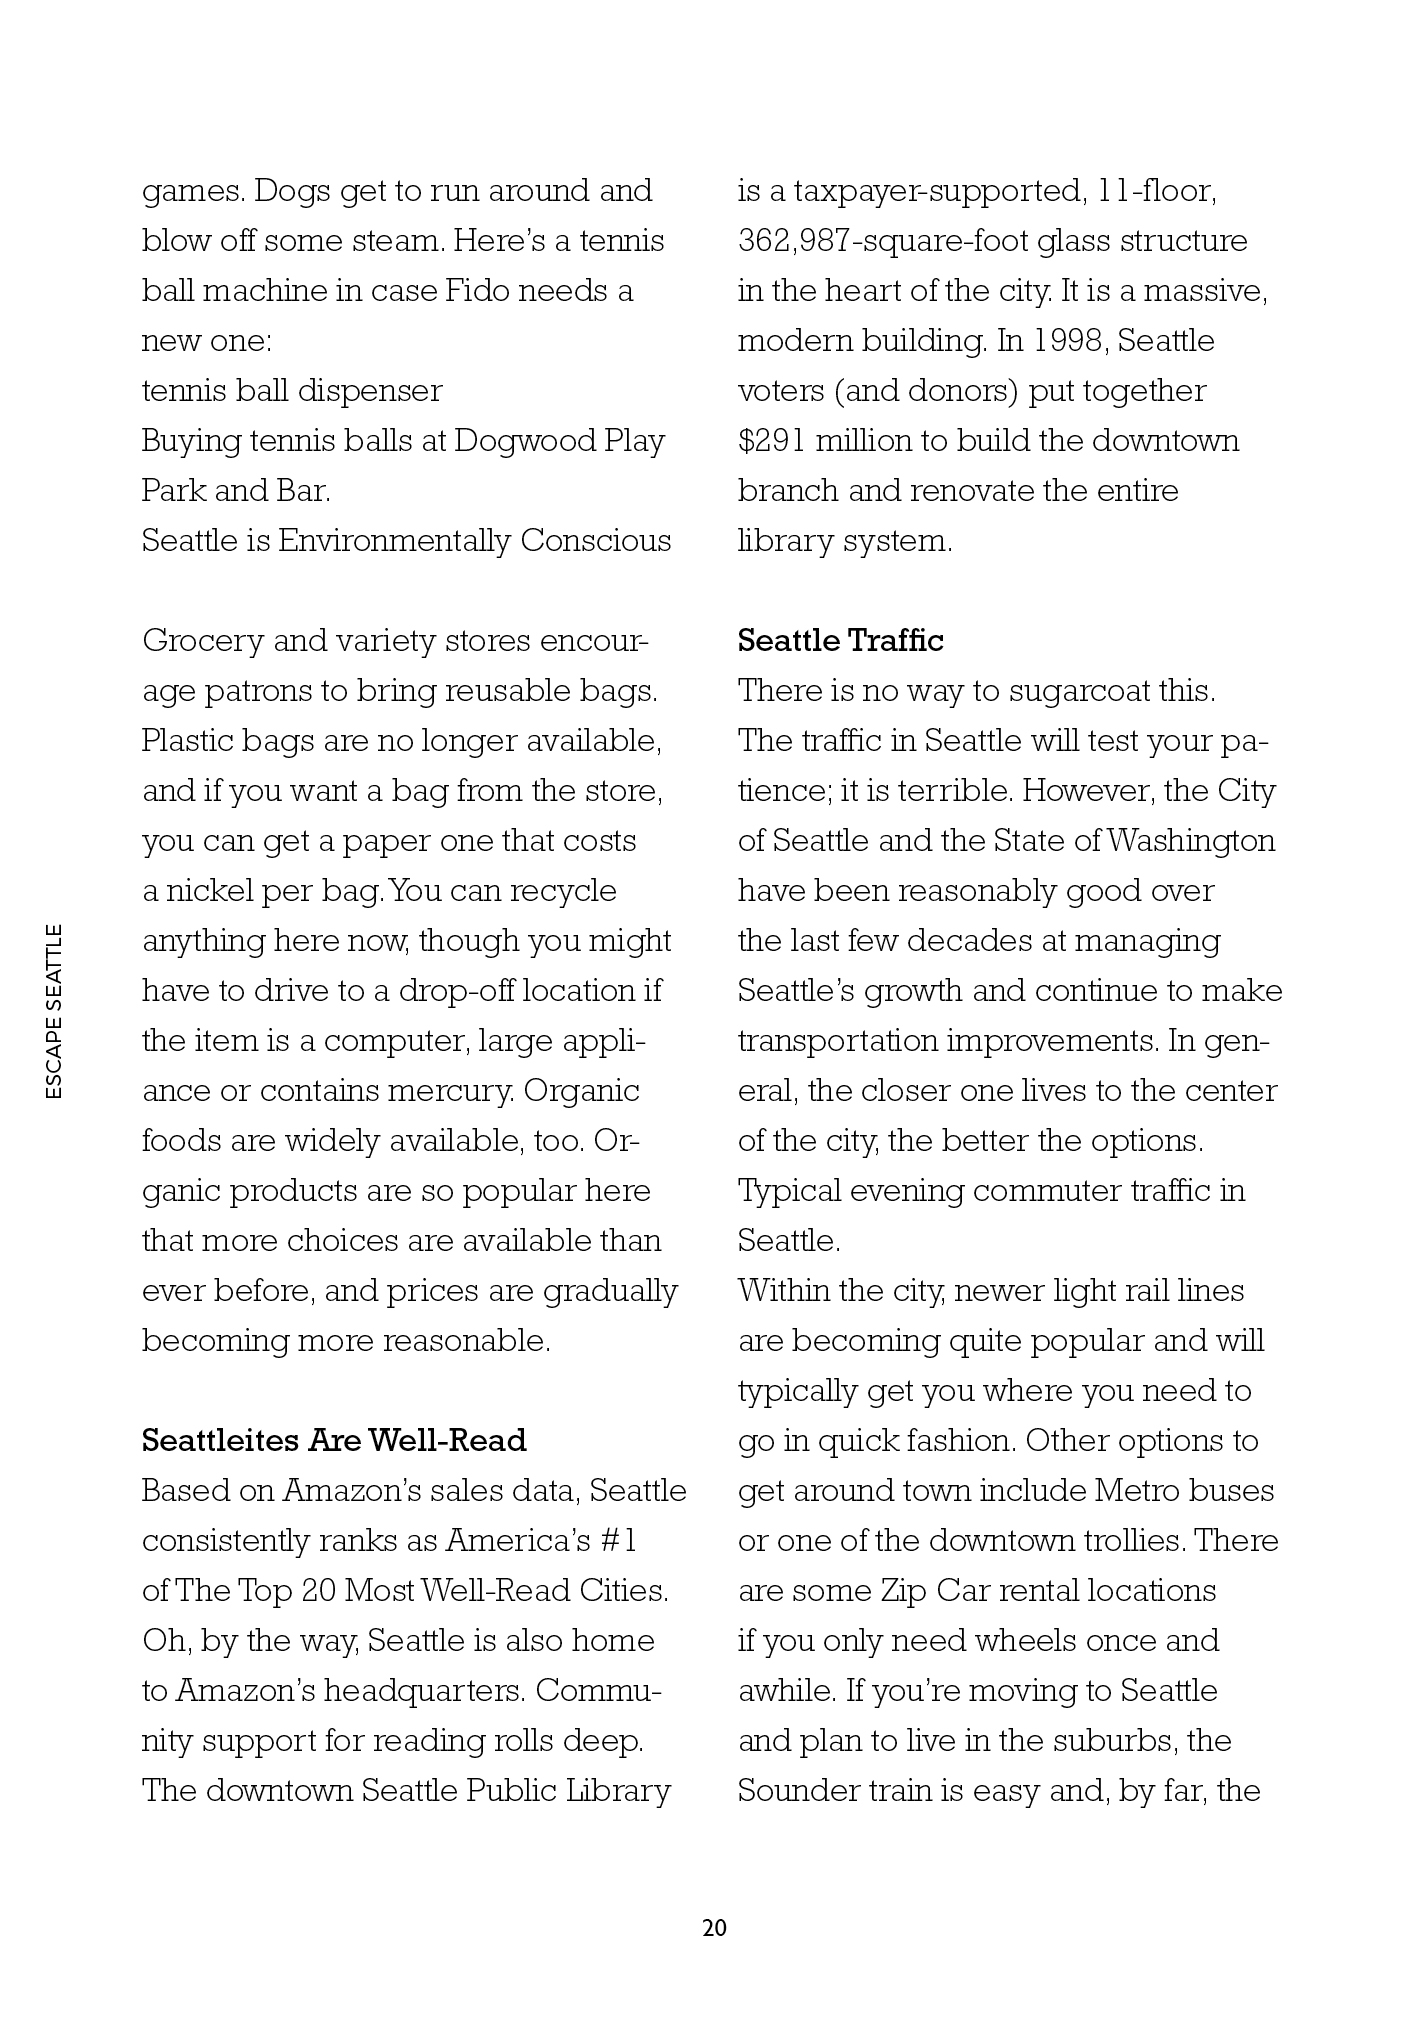 games. Dogs get to run around and
blow off some steam. Here’s a tennis
ball machine in case Fido needs a
new one:
tennis ball dispenser
Buying tennis balls at Dogwood Play
Park and Bar.
Seattle is Environmentally Conscious
Grocery and variety stores encour-
age patrons to bring reusable bags.
Plastic bags are no longer available,
and if you want a bag from the store,
you can get a paper one that costs
a nickel per bag. You can recycle
anything here now, though you might
have to drive to a drop-off location if
the item is a computer, large appli-
ance or contains mercury. Organic
foods are widely available, too. Or-
ganic products are so popular here
that more choices are available than
ever before, and prices are gradually
becoming more reasonable.
Seattleites Are Well-Read
Based on Amazon’s sales data, Seattle
consistently ranks as America’s #1
of The Top 20 Most Well-Read Cities.
Oh, by the way, Seattle is also home
to Amazon’s headquarters. Commu-
nity support for reading rolls deep.
The downtown Seattle Public Library
is a taxpayer-supported, 11-floor,
362,987-square-foot glass structure
in the heart of the city. It is a massive,
modern building. In 1998, Seattle
voters (and donors) put together
$291 million to build the downtown
branch and renovate the entire
library system.
Seattle Traffic
There is no way to sugarcoat this.
The traffic in Seattle will test your pa-
tience; it is terrible. However, the City
of Seattle and the State of Washington
have been reasonably good over
the last few decades at managing
Seattle’s growth and continue to make
transportation improvements. In gen-
eral, the closer one lives to the center
of the city, the better the options.
Typical evening commuter traffic in
Seattle.
Within the city, newer light rail lines
are becoming quite popular and will
typically get you where you need to
go in quick fashion. Other options to
get around town include Metro buses
or one of the downtown trollies. There
are some Zip Car rental locations
if you only need wheels once and
awhile. If you’re moving to Seattle
and plan to live in the suburbs, the
Sounder train is easy and, by far, the
ESCAPE SEATTLE
20